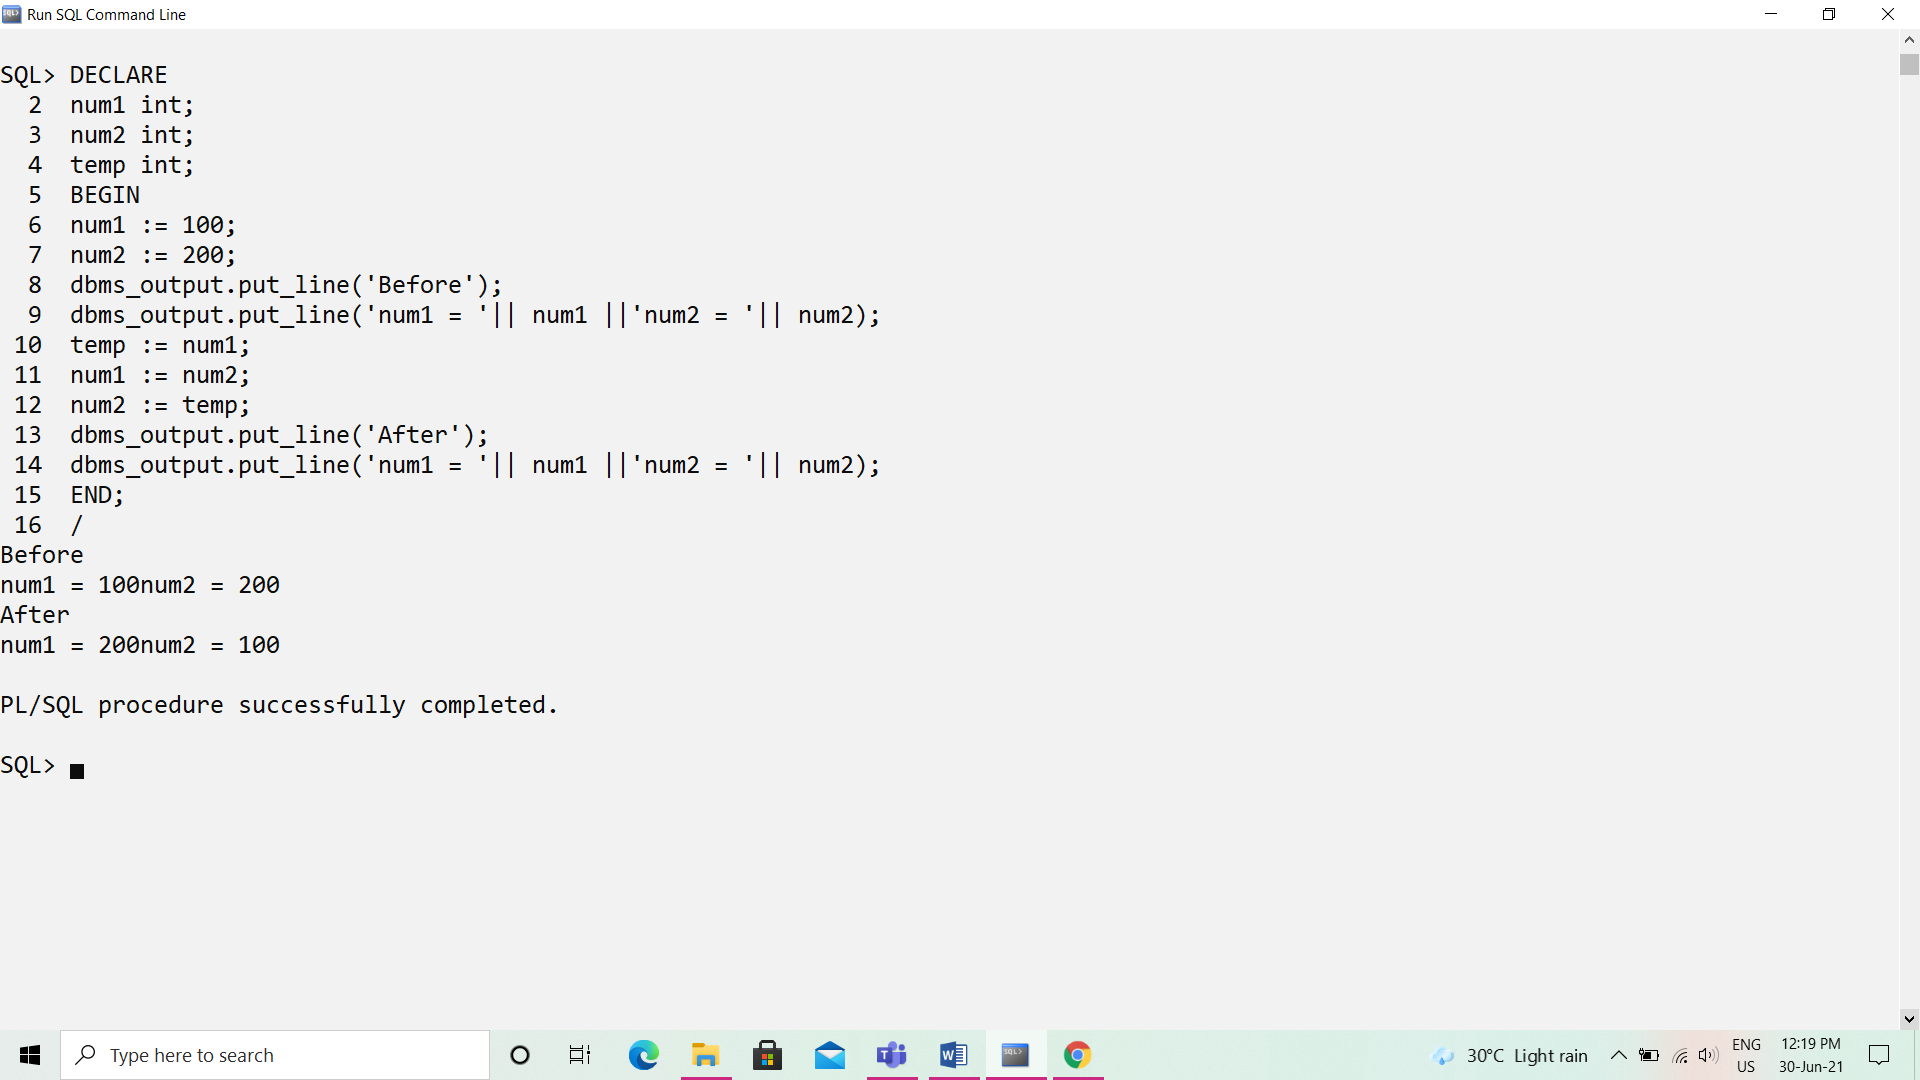 Run SQL Command Line
SQL> DECLARE
2 num1 int;
3 num2 int;
4 temp int;
5 BEGIN
6 num1 := 100;
7 num2 := 200;
8 dbms_output.put_line('Before');
9 dbms_output.put_line('num1 = '|| num1 ||'num2 = '|| num2);
10 temp := num1;
11 num1 := num2;
12 num2 := temp;
13 dbms_output.put_line('After');
14 dbms_output.put_line('num1 = '|| num1 ||'num2 = '|| num2);
15 END;
16 /
Before
num1 = 100num2 = 200
After
num1 = 200num2 = 100
PL/SQL procedure successfully completed.
SQL>
Type here to search
30°C Light rain
ENG
US
12:19 PM
30-Jun-21